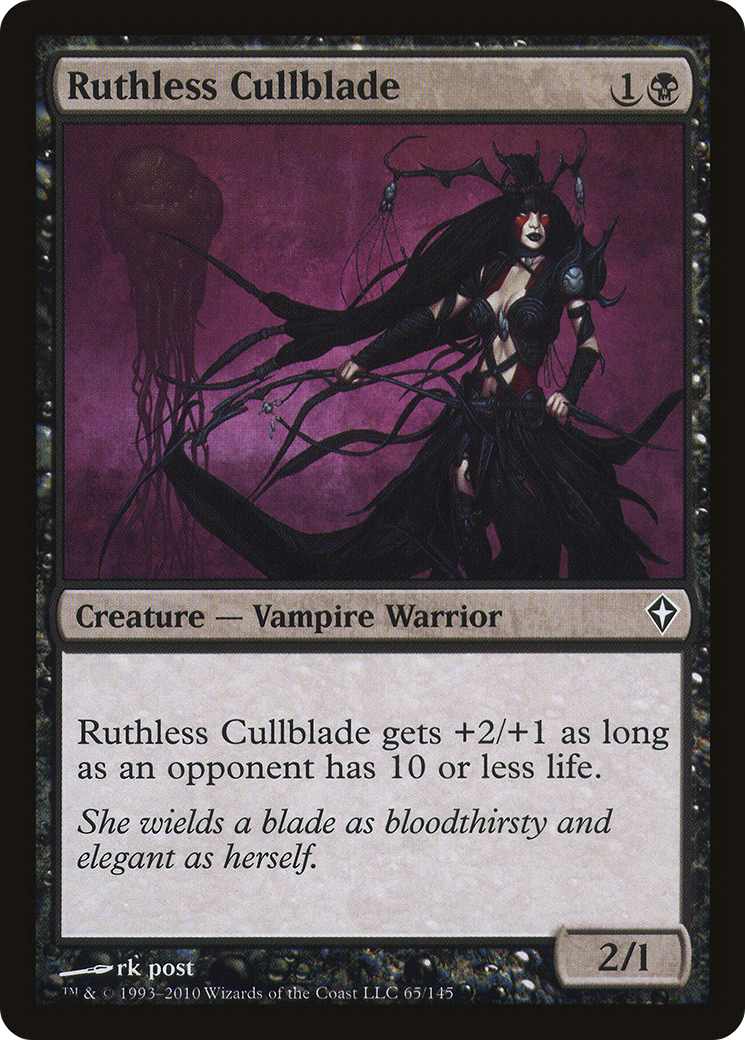 Ruthless Cullblade 1
Creature — Vampire Warrior
Ruthless Cullblade gets +2/+1 as long
as an opponent has 10 or less life.
She wields a blade as bloodthirsty and
elegant as herself.
2/1
rk post
™ & © 1993–2010 Wizards of the Coast LLC 65/145